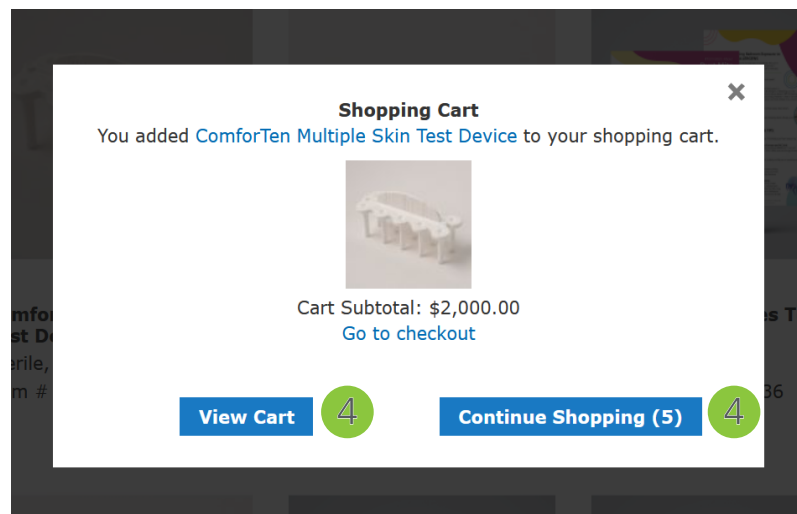 Shopping Cart
You added ComforTen Multiple Skin Test Device to your shopping cart.
Cart Subtotal: $2,000.00
Go to checkout
View Cart
4
Continue Shopping (5)
4